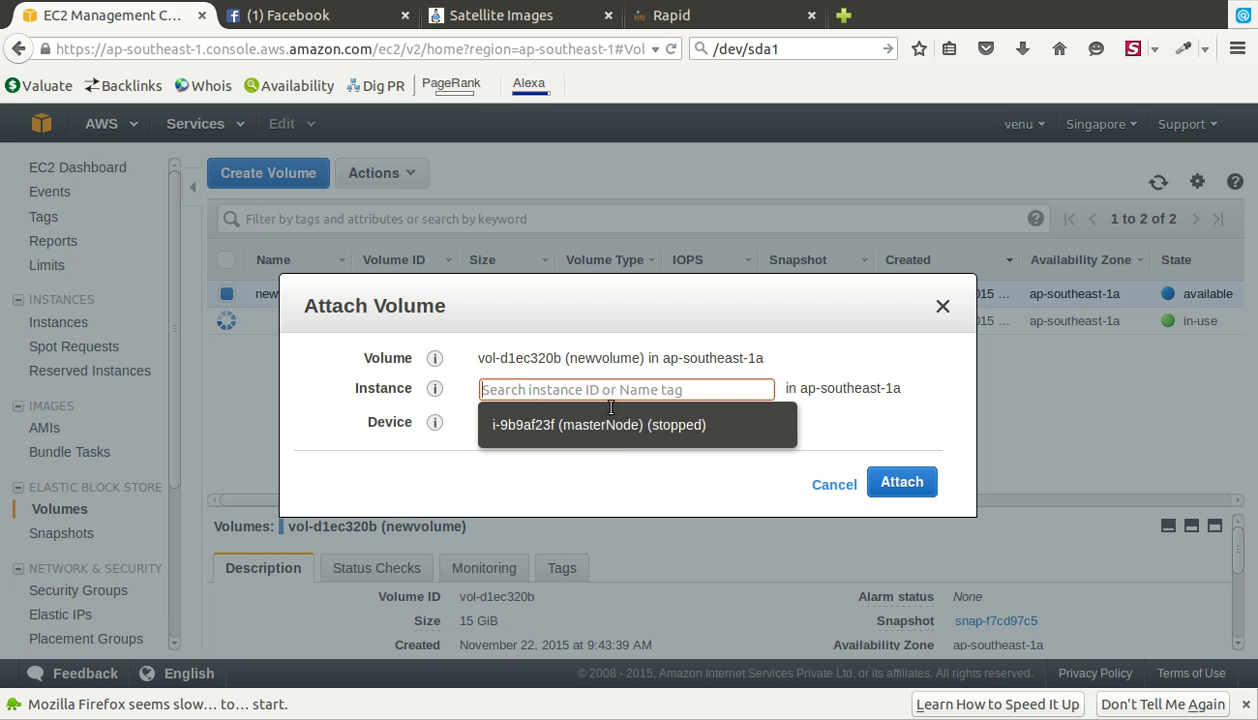 EC2 Management C...
(1) Facebook
Satellite Images
Rapid
https://ap-southeast-1.console.aws.amazon.com/ec2/v2/home?region=ap-southeast-1#Vol
/dev/sda1
Valuate
Backlinks
Whois
Availability
Dig PR
PageRank
Alexa
AWS
Services
Edit
venu
Singapore
Support
EC2 Dashboard
Events
Tags
Reports
Limits
INSTANCES
Instances
Spot Requests
Reserved Instances
IMAGES
AMIs
Bundle Tasks
ELASTIC BLOCK STORE
Volumes
Snapshots
NETWORK & SECURITY
Security Groups
Elastic IPs
Placement Groups
Create Volume
Actions
Filter by tags and attributes or search by keyword
1 to 2 of 2
Name Volume ID Size Volume Type IOPS Snapshot Created Availability Zone State
new 015 ... ap-southeast-1a available
015 ... ap-southeast-1a in-use
Attach Volume
Volume vol-d1ec320b (newvolume) in ap-southeast-1a
Instance Search instance ID or Name tag in ap-southeast-1a
i-9b9af23f (masterNode) (stopped)
Device
Cancel
Attach
Volumes: vol-d1ec320b (newvolume)
Description
Status Checks
Monitoring
Tags
Volume ID vol-d1ec320b
Alarm status None
Size 15 GiB
Snapshot snap-f7cd97c5
Created November 22, 2015 at 9:43:39 AM
Availability Zone ap-southeast-1a
Feedback
English
© 2008 - 2015, Amazon Internet Services Private Ltd. or its affiliates. All rights reserved.
Privacy Policy
Terms of Use
Mozilla Firefox seems slow... to... start.
Learn How to Speed It Up
Don't Tell Me Again